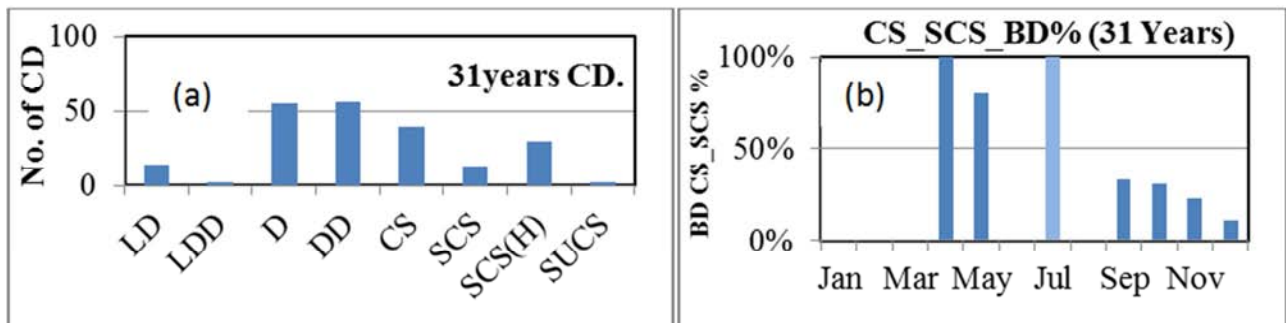 100
50
0
No. of CD
(a)
31years CD.
LD
LDD
D
DD
CS
SCS
SCS(H)
SUCS
CS_SCS_BD% (31 Years)
100%
50%
0%
BD CS_SCS %
(b)
Jan Mar May Jul Sep Nov